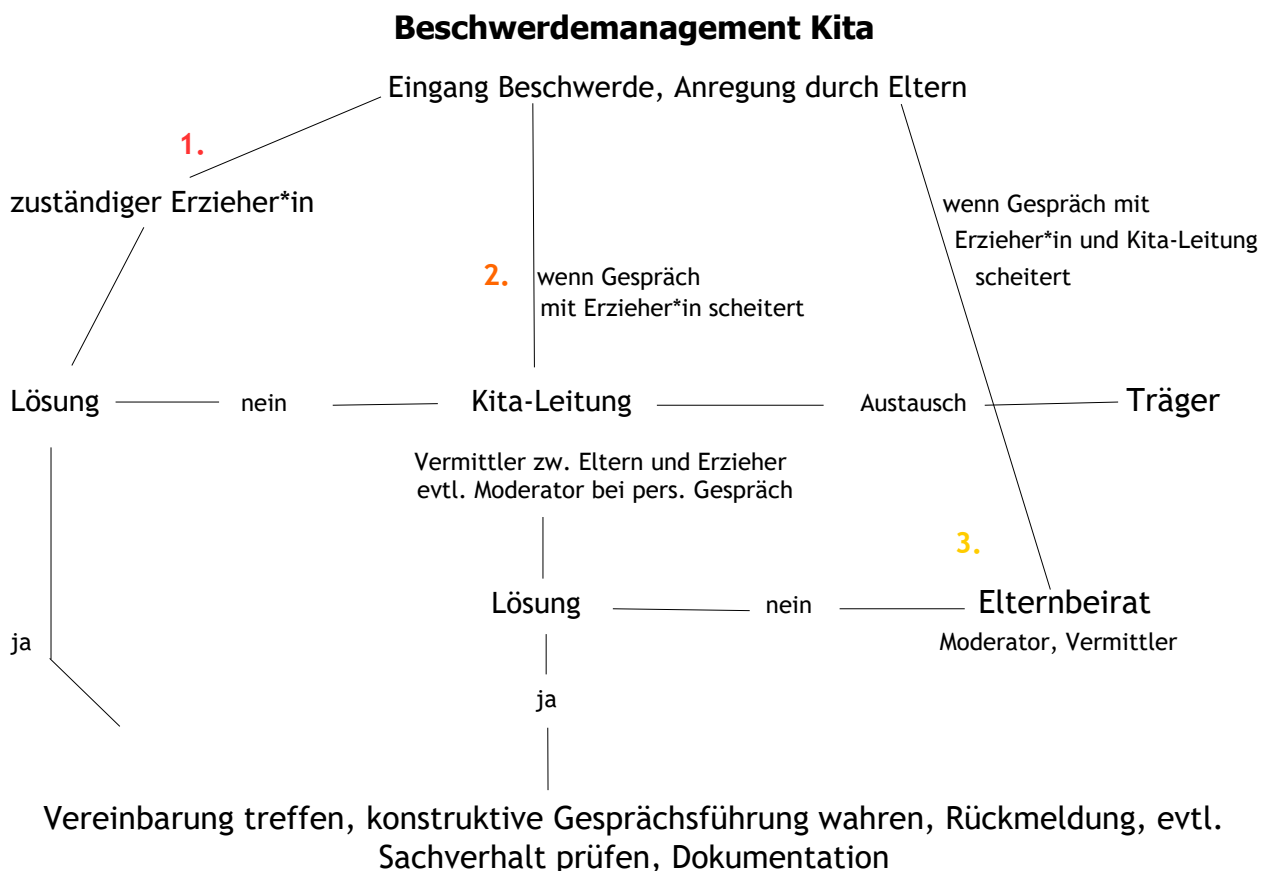 Beschwerdemanagement Kita
Eingang Beschwerde, Anregung durch Eltern
1.
zuständiger Erzieher*in
wenn Gespräch mit
Erzieher*in und Kita-Leitung
scheitert
2. wenn Gespräch
mit Erzieher*in scheitert
Lösung nein Kita-Leitung Austausch Träger
Vermittler zw. Eltern und Erzieher
evtl. Moderator bei pers. Gespräch
3.
Lösung nein Elternbeirat
ja Moderator, Vermittler
ja
Vereinbarung treffen, konstruktive Gesprächsführung wahren, Rückmeldung, evtl.
Sachverhalt prüfen, Dokumentation